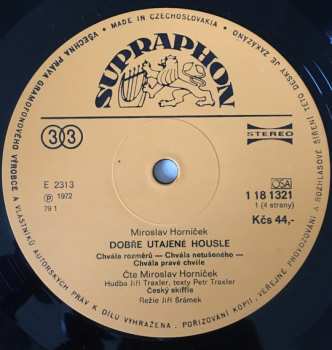 VŠECHNA PRÁVA GRAMOFONOVÉHO VÝROBCE A VLASTNÍKŮ AUTORSKÝCH PRÁV K DÍLU VYHRAŽENA. POŘIZOVÁNÍ KOPIÍ, VEŘEJNÉ PROVOZOVÁNÍ A ROZHLASOVÉ ŠÍŘENÍ TÉTO DESKY JE ZAKÁZÁNO
• MADE IN CZECHOSLOVAKIA •
SUPRAPHON
33
STEREO
E 2313
Ⓟ 1972
79 1
OSA
1 18 1321
1 (4 strany)
Kčs 44,-
Miroslav Horníček
DOBŘE UTAJENÉ HOUSLE
Chvála rozměrů — Chvála netušeného —
Chvála pravé chvíle
Čte Miroslav Horníček
Hudba Jiří Traxler, texty Petr Traxler
Český skiffle
Režie Jiří Šrámek